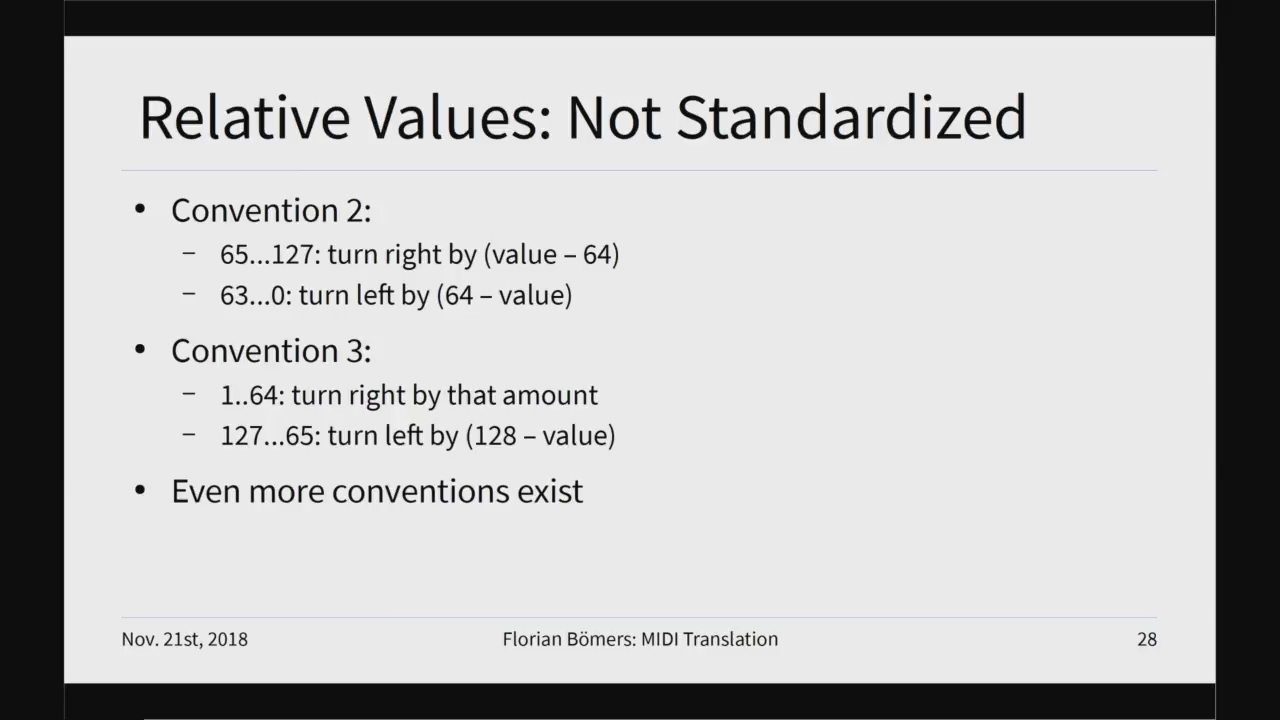 Relative Values: Not Standardized
• Convention 2:
– 65...127: turn right by (value – 64)
– 63...0: turn left by (64 – value)
• Convention 3:
– 1..64: turn right by that amount
– 127...65: turn left by (128 – value)
• Even more conventions exist
Nov. 21st, 2018
Florian Bömers: MIDI Translation
28